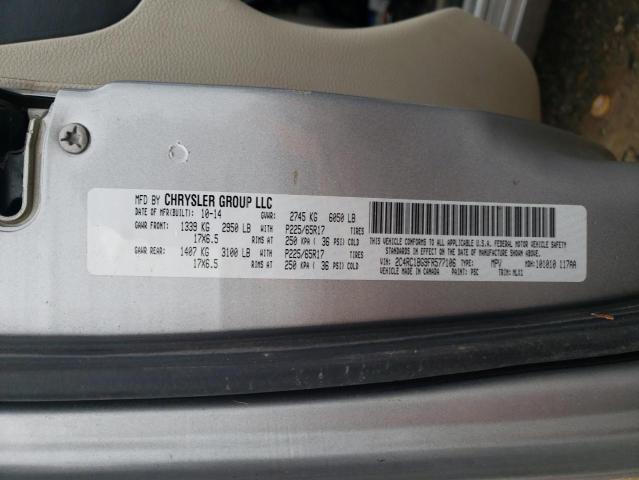 MFD BY CHRYSLER GROUP LLC
DATE OF MFR(BUILT): 10-14 GVWR: 2745 KG 6050 LB
GAWR FRONT: 1339 KG 2950 LB WITH P225/65R17 TIRES
17X6.5 RIMS AT 250 KPA ( 36 PSI) COLD
GAWR REAR: 1407 KG 3100 LB WITH P225/65R17 TIRES
17X6.5 RIMS AT 250 KPA ( 36 PSI) COLD
THIS VEHICLE CONFORMS TO ALL APPLICABLE U.S.A. FEDERAL MOTOR VEHICLE SAFETY
STANDARDS IN EFFECT ON THE DATE OF MANUFACTURE SHOWN ABOVE.
VIN: 2C4RC1BG9FR577106 TYPE: MPV MDH: 101010 117AA
VEHICLE MADE IN CANADA PAINT: PSC TRIM: MLX1